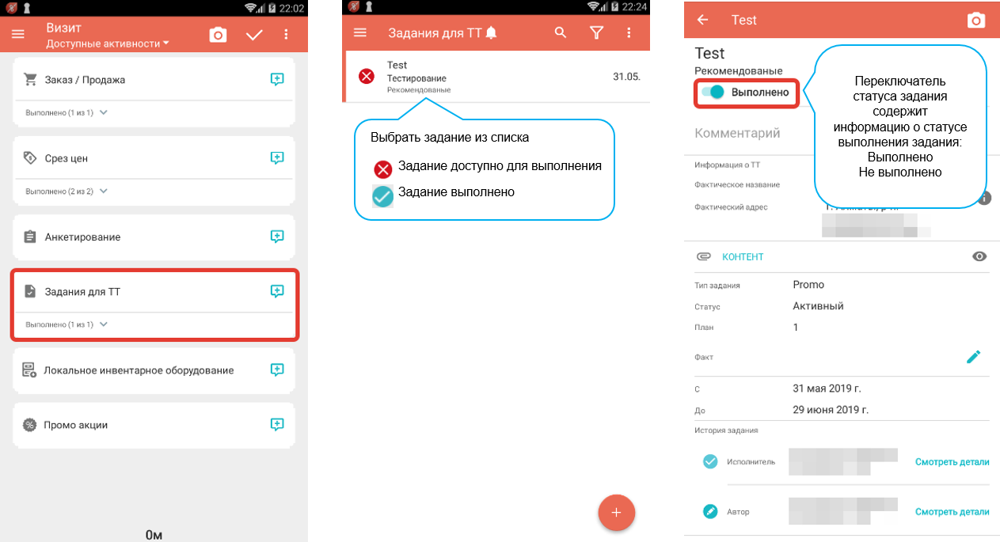 22:02
Визит
Доступные активности
Заказ / Продажа
Выполнено (1 из 1)
Срез цен
Выполнено (2 из 2)
Анкетирование
Задания для ТТ
Выполнено (1 из 1)
Локальное инвентарное оборудование
Промо акции
0м
22:24
Задания для ТТ
Test
Тестирование
Рекомендованые
31.05.
Выбрать задание из списка
Задание доступно для выполнения
Задание выполнено
Test
Test
Рекомендованые
Выполнено
Переключатель
статуса задания
содержит
информацию о статусе
выполнения задания:
Выполнено
Не выполнено
Комментарий
Информация о ТТ
Фактическое название
Фактический адрес
КОНТЕНТ
Тип задания Promo
Статус Активный
План 1
Факт
С 31 мая 2019 г.
До 29 июня 2019 г.
История задания
Исполнитель Смотреть детали
Автор Смотреть детали